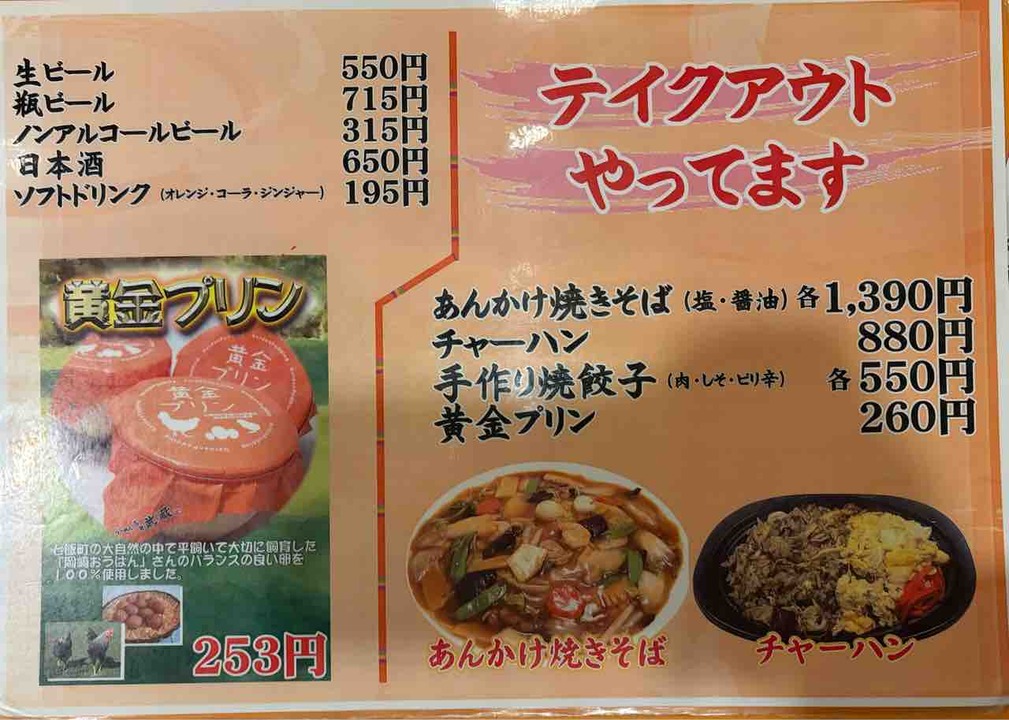 生ビール 550円
瓶ビール 715円
ノンアルコールビール 315円
日本酒 650円
ソフトドリンク(オレンジ・コーラ・ジンジャー) 195円
黄金プリン
黄金
プリン
黄金
プリン
七飯町の大自然の中で平飼いで大切に飼育した
「岡崎おうはん」さんのバランスの良い卵を
100%使用しました。
253円
テイクアウト
やってます
あんかけ焼きそば(塩・醤油)各1,390円
チャーハン 880円
手作り焼餃子(肉・しそ・ピリ辛) 各550円
黄金プリン 260円
あんかけ焼きそば
チャーハン